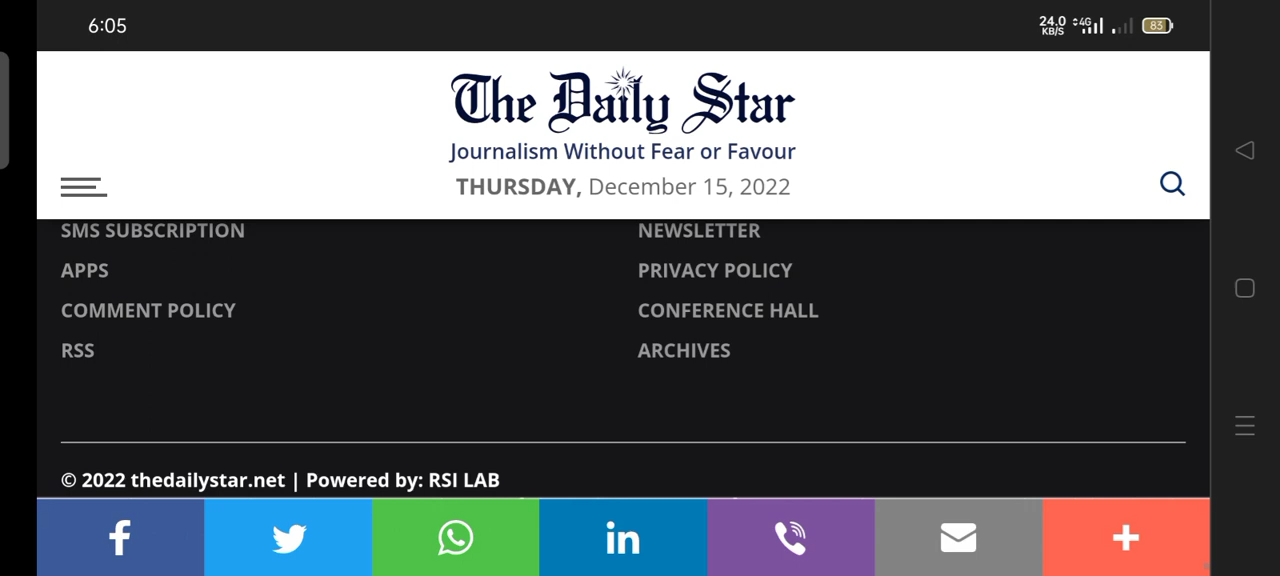 6:05
24.0 KB/S 4G 83
The Daily Star
Journalism Without Fear or Favour
THURSDAY, December 15, 2022
SMS SUBSCRIPTION
NEWSLETTER
APPS
PRIVACY POLICY
COMMENT POLICY
CONFERENCE HALL
RSS
ARCHIVES
© 2022 thedailystar.net | Powered by: RSI LAB